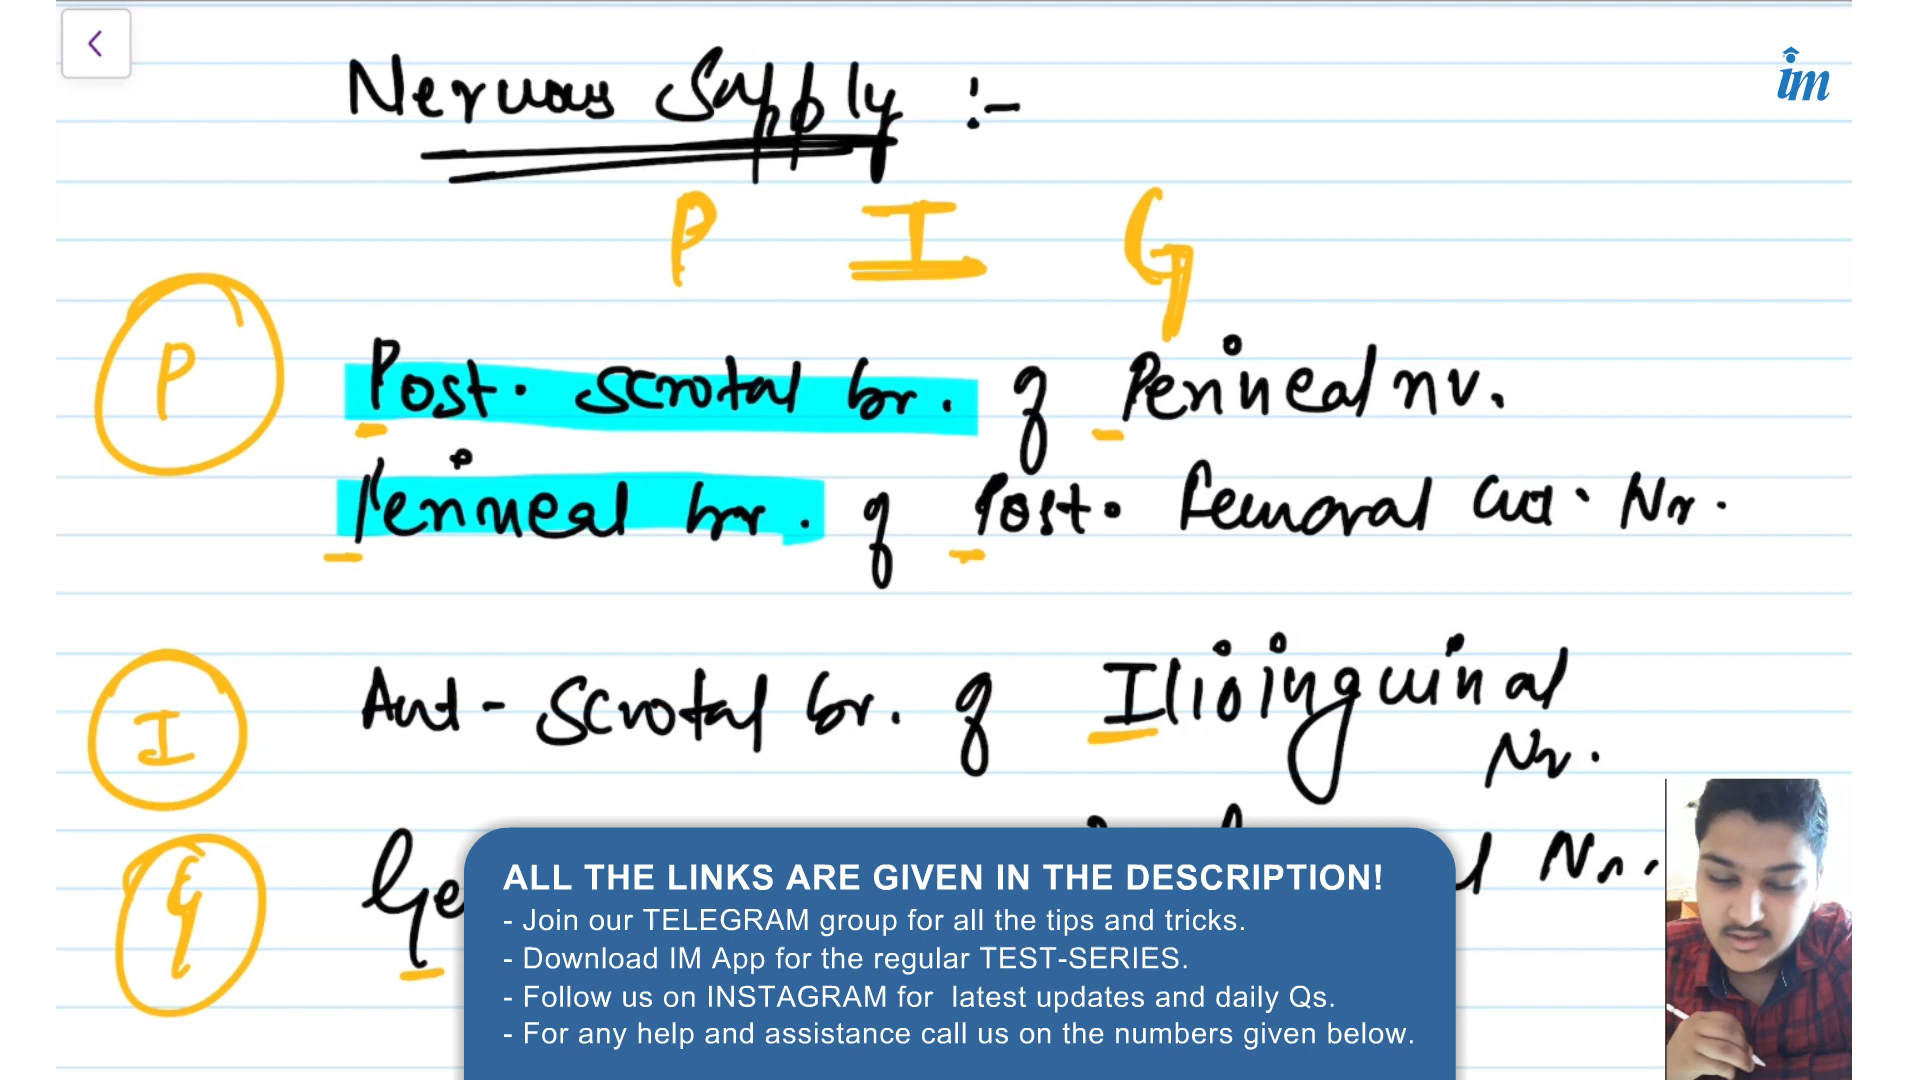 im
Nervous Supply :-
P I G
P
Post. Scrotal br. of Perineal nv.
Perineal br. of Post. Femoral Cut. Nr.
I
Ant - Scrotal br. of Ilioinguinal
Nr.
G
Ge
l Nr.
ALL THE LINKS ARE GIVEN IN THE DESCRIPTION!
- Join our TELEGRAM group for all the tips and tricks.
- Download IM App for the regular TEST-SERIES.
- Follow us on INSTAGRAM for latest updates and daily Qs.
- For any help and assistance call us on the numbers given below.